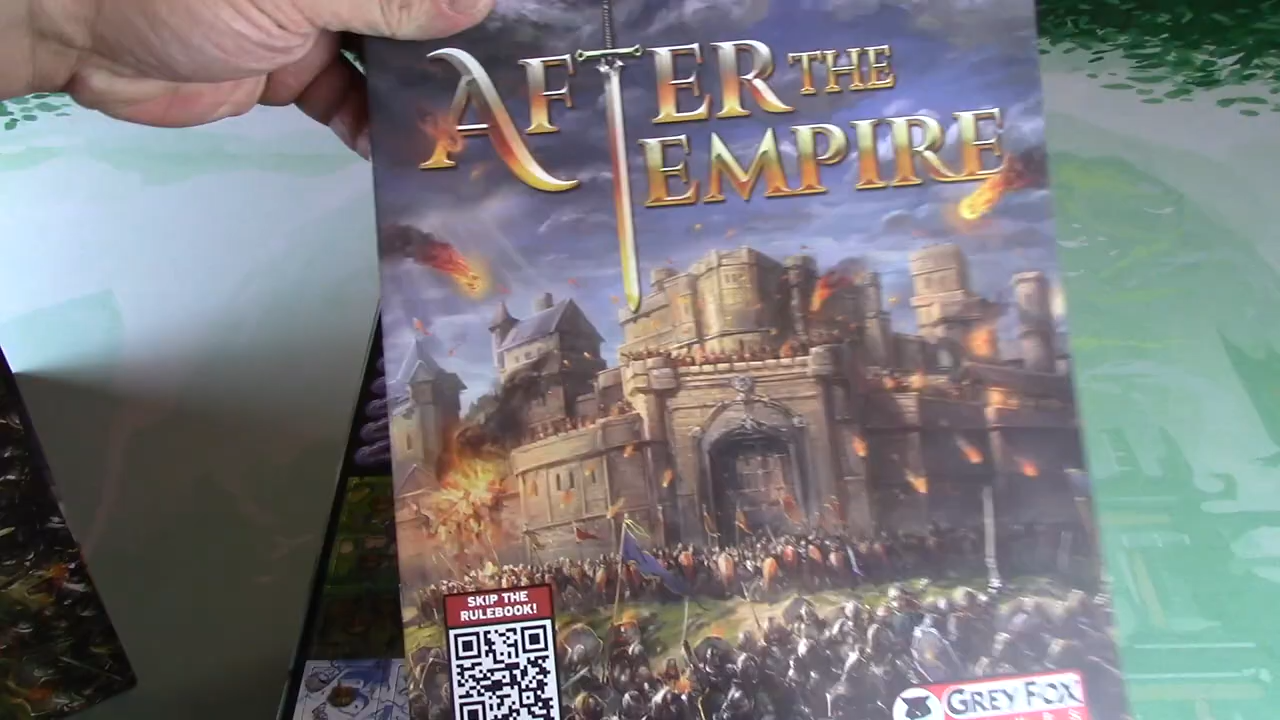 AFTER THE
EMPIRE
SKIP THE
RULEBOOK!
GREY FOX